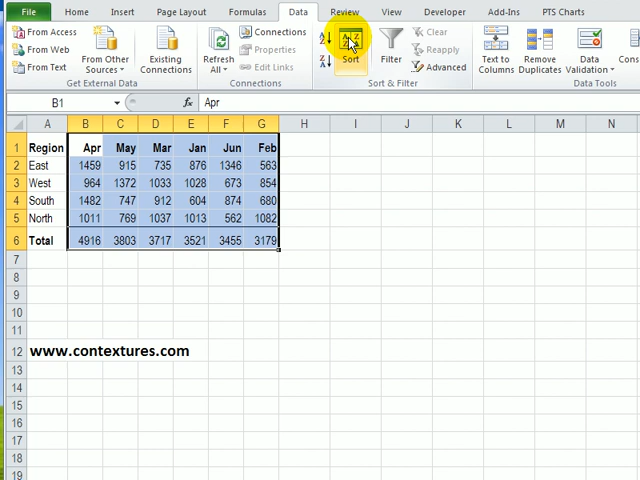 File Home Insert Page Layout Formulas Data Review View Developer Add-Ins PTS Charts
From Access
From Web
From Text
From Other Sources
Existing Connections
Get External Data
Refresh All
Connections
Properties
Edit Links
Connections
Sort
Filter
Clear
Reapply
Advanced
Sort & Filter
Text to Columns
Remove Duplicates
Data Validation
Cons
Data Tools
B1 fx Apr
A B C D E F G H I J K L M N
1 Region Apr May Mar Jan Jun Feb
2 East 1459 915 735 876 1346 563
3 West 964 1372 1033 1028 673 854
4 South 1482 747 912 604 874 680
5 North 1011 769 1037 1013 562 1082
6 Total 4916 3803 3717 3521 3455 3179
7
8
9
10
11
12 www.contextures.com
13
14
15
16
17
18
19